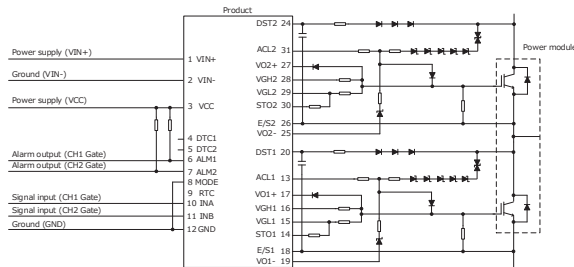 Product
Power module
Power supply (VIN+)
1 VIN+
Ground (VIN-)
2 VIN-
Power supply (VCC)
3 VCC
4 DTC1
5 DTC2
Alarm output (CH1 Gate)
6 ALM1
Alarm output (CH2 Gate)
7 ALM2
8 MODE
9 RTC
Signal input (CH1 Gate)
10 INA
Signal input (CH2 Gate)
11 INB
Ground (GND)
12 GND
DST2 24
ACL2 31
VO2+ 27
VGH2 28
VGL2 29
STO2 30
E/S2 26
VO2- 25
DST1 20
ACL1 13
VO1+ 17
VGH1 16
VGL1 15
STO1 14
E/S1 18
VO1- 19